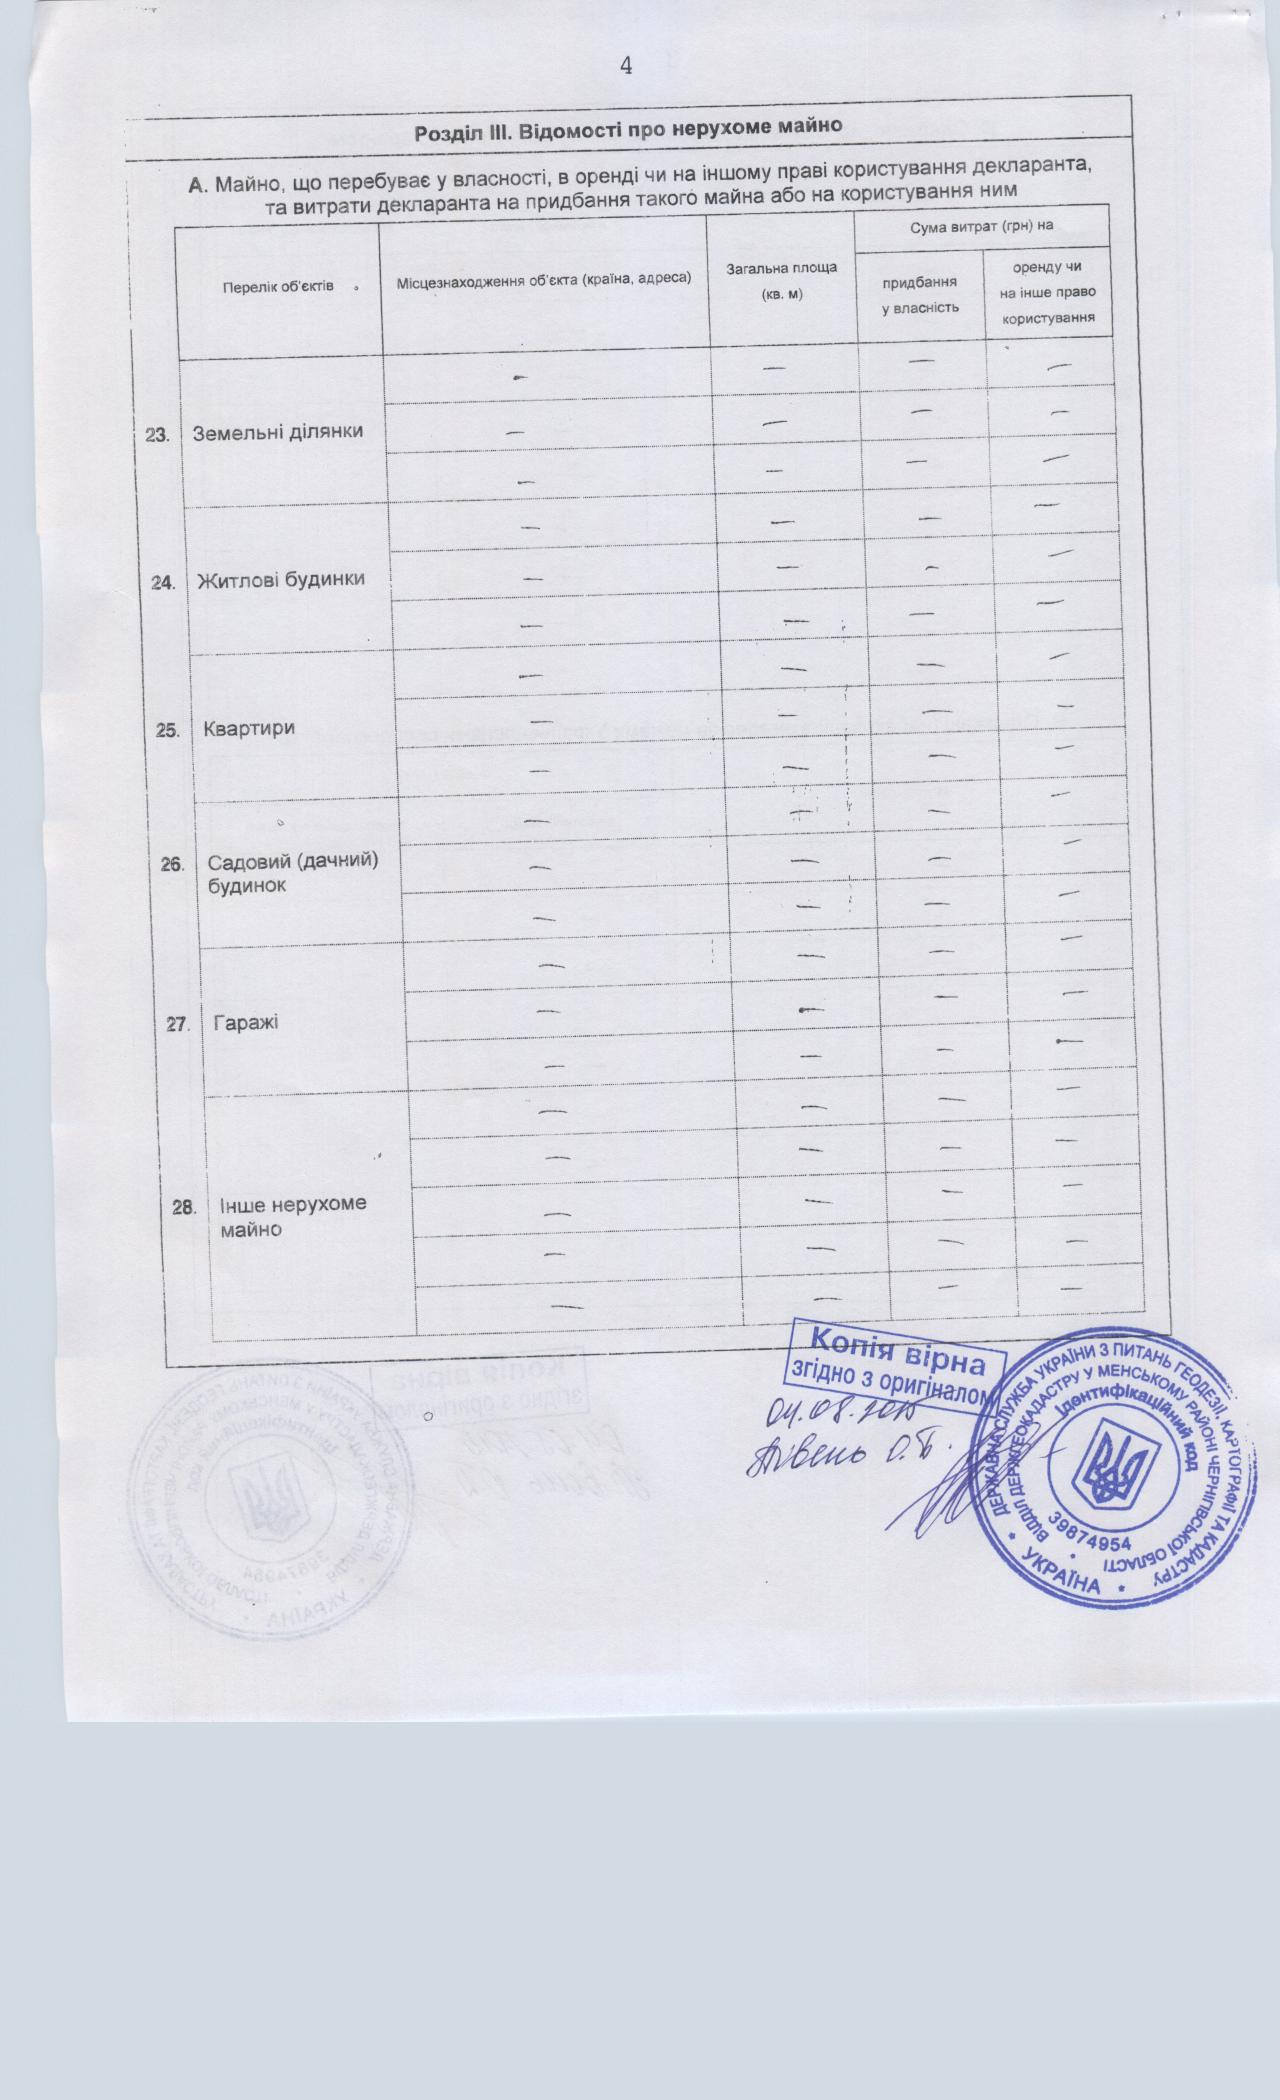 4
Розділ III. Відомості про нерухоме майно
А. Майно, що перебуває у власності, в оренді чи на іншому праві користування декларанта,
та витрати декларанта на придбання такого майна або на користування ним
Перелік об'єктів
Місцезнаходження об'єкта (країна, адреса)
Загальна площа
(кв. м)
Сума витрат (грн) на
придбання
у власність
оренду чи
на інше право
користування
— — — —
— — — —
— — — —
23. Земельні ділянки
— — — —
— — — —
— — — —
24. Житлові будинки
— — — —
— — — —
— — — —
25. Квартири
— — — —
— — — —
— — — —
26. Садовий (дачний)
будинок
— — — —
— — — —
— — — —
27. Гаражі
— — — —
— — — —
— — — —
— — — —
— — — —
28. Інше нерухоме
майно
Копія вірна
згідно з оригіналом
04.08.2015
Півень О.Б.
ДЕРЖАВНА СЛУЖБА УКРАЇНИ З ПИТАНЬ ГЕОДЕЗІЇ, КАРТОГРАФІЇ ТА КАДАСТРУ
ВІДДІЛ ДЕРЖГЕОКАДАСТРУ У МЕНСЬКОМУ РАЙОНІ ЧЕРНІГІВСЬКОЇ ОБЛАСТІ
Ідентифікаційний код
39874954
* УКРАЇНА *